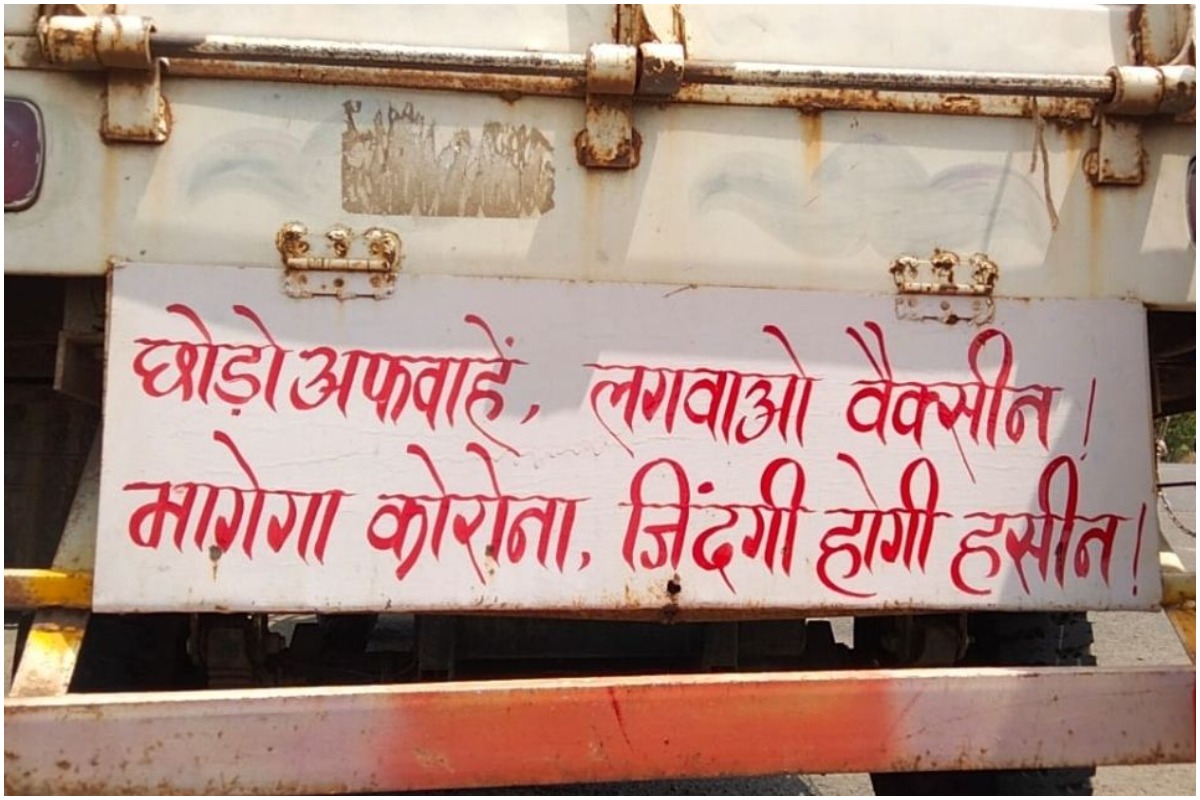 छोड़ो अफवाहें, लगवाओ वैक्सीन!
भागेगा कोरोना, जिंदगी होगी हसीन!